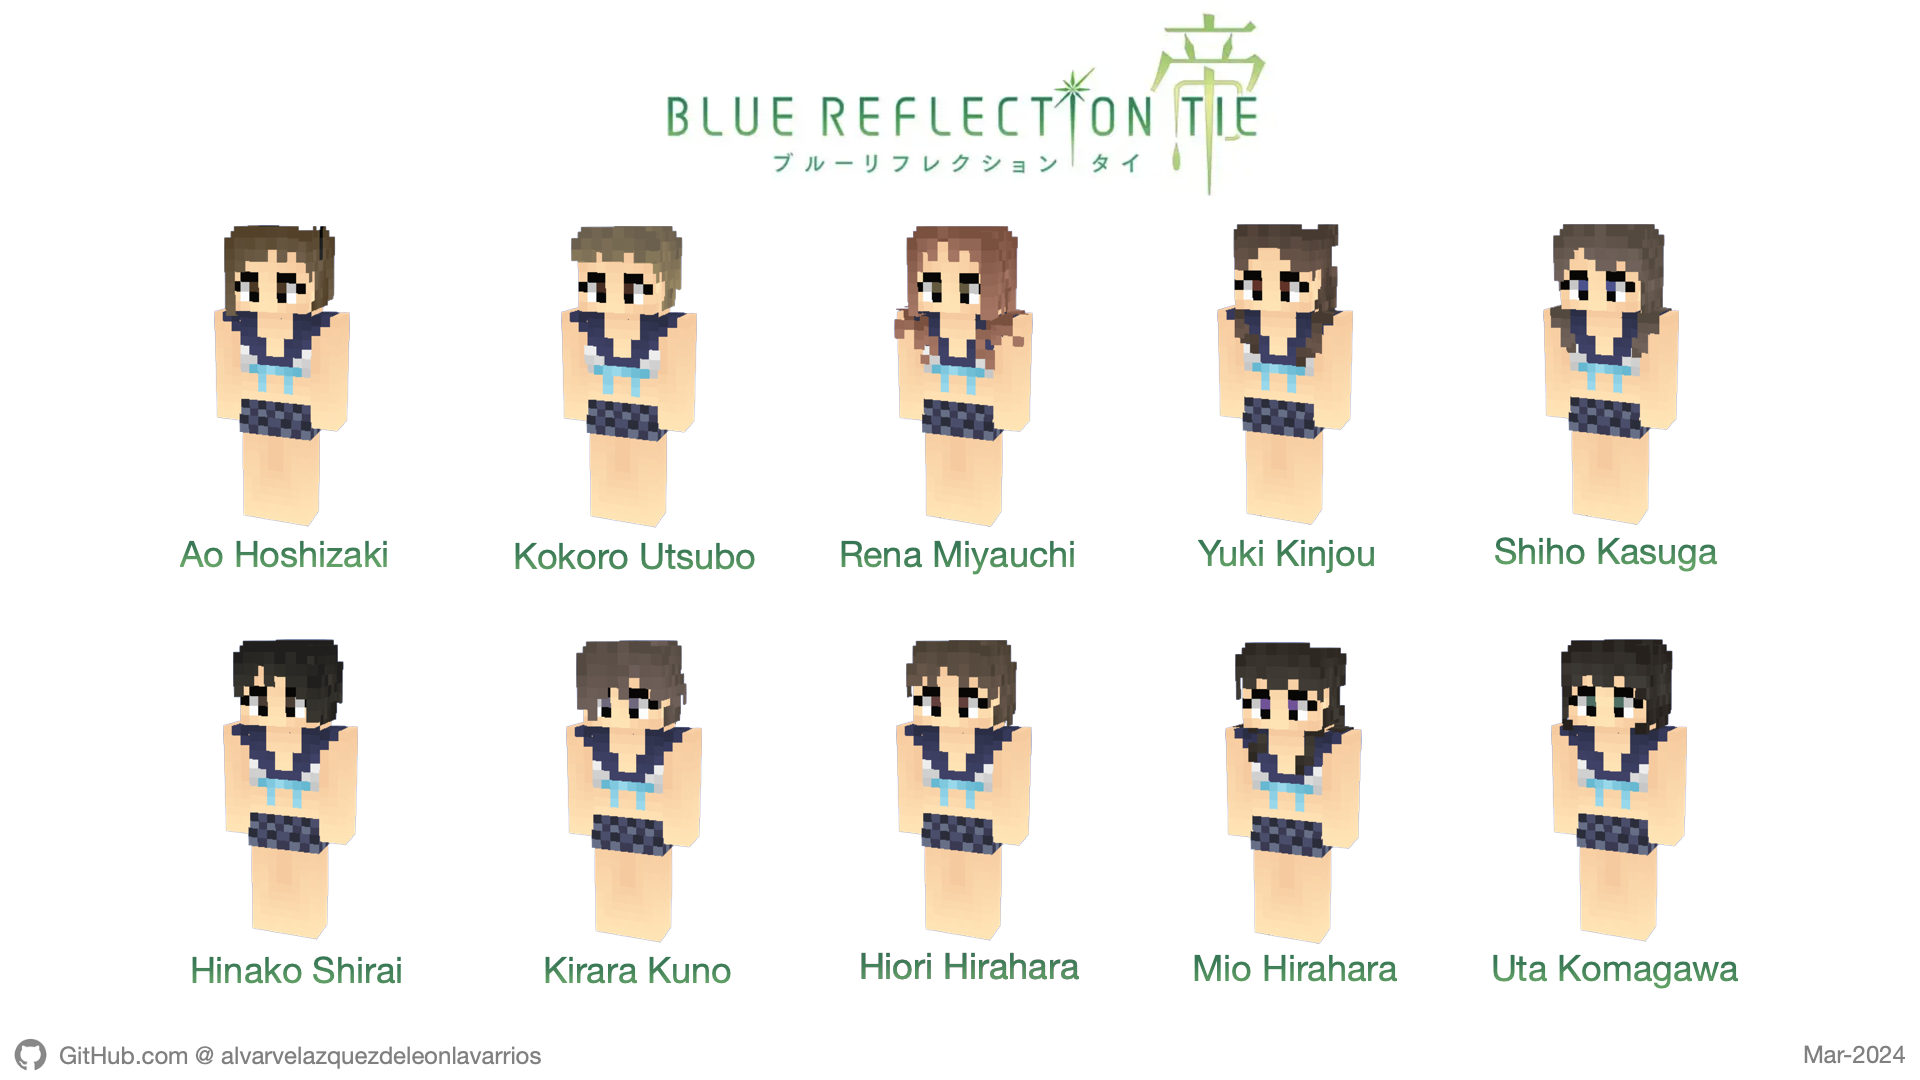 帝
BLUE REFLECTION TIE
ブルーリフレクション タイ
Ao Hoshizaki
Kokoro Utsubo
Rena Miyauchi
Yuki Kinjou
Shiho Kasuga
Hinako Shirai
Kirara Kuno
Hiori Hirahara
Mio Hirahara
Uta Komagawa
GitHub.com @ alvarvelazquezdeleonlavarrios
Mar-2024